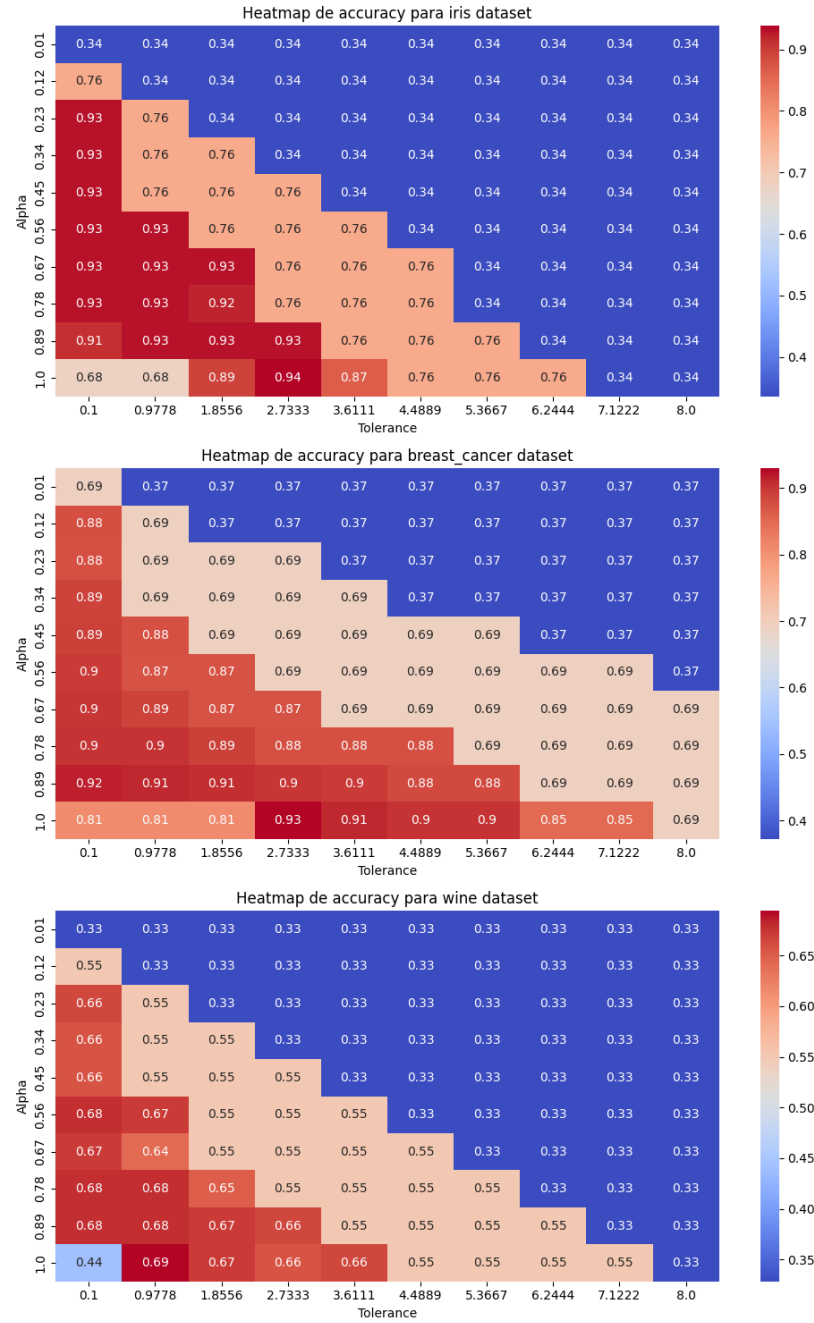 Heatmap de accuracy para iris dataset
0.01 0.34 0.34 0.34 0.34 0.34 0.34 0.34 0.34 0.34 0.34
0.12 0.76 0.34 0.34 0.34 0.34 0.34 0.34 0.34 0.34 0.34
0.23 0.93 0.76 0.34 0.34 0.34 0.34 0.34 0.34 0.34 0.34
0.34 0.93 0.76 0.76 0.34 0.34 0.34 0.34 0.34 0.34 0.34
0.45 0.93 0.76 0.76 0.76 0.34 0.34 0.34 0.34 0.34 0.34
Alpha
0.56 0.93 0.93 0.76 0.76 0.76 0.34 0.34 0.34 0.34 0.34
0.67 0.93 0.93 0.93 0.76 0.76 0.76 0.34 0.34 0.34 0.34
0.78 0.93 0.93 0.92 0.76 0.76 0.76 0.34 0.34 0.34 0.34
0.89 0.91 0.93 0.93 0.93 0.76 0.76 0.76 0.34 0.34 0.34
1.0 0.68 0.68 0.89 0.94 0.87 0.76 0.76 0.76 0.34 0.34
0.1 0.9778 1.8556 2.7333 3.6111 4.4889 5.3667 6.2444 7.1222 8.0
Tolerance
0.9
0.8
0.7
0.6
0.5
0.4
Heatmap de accuracy para breast_cancer dataset
0.01 0.69 0.37 0.37 0.37 0.37 0.37 0.37 0.37 0.37 0.37
0.12 0.88 0.69 0.37 0.37 0.37 0.37 0.37 0.37 0.37 0.37
0.23 0.88 0.69 0.69 0.69 0.37 0.37 0.37 0.37 0.37 0.37
0.34 0.89 0.69 0.69 0.69 0.69 0.37 0.37 0.37 0.37 0.37
0.45 0.89 0.88 0.69 0.69 0.69 0.69 0.69 0.37 0.37 0.37
Alpha
0.56 0.9 0.87 0.87 0.69 0.69 0.69 0.69 0.69 0.69 0.37
0.67 0.9 0.89 0.87 0.87 0.69 0.69 0.69 0.69 0.69 0.69
0.78 0.9 0.9 0.89 0.88 0.88 0.88 0.69 0.69 0.69 0.69
0.89 0.92 0.91 0.91 0.9 0.9 0.88 0.88 0.69 0.69 0.69
1.0 0.81 0.81 0.81 0.93 0.91 0.9 0.9 0.85 0.85 0.69
0.1 0.9778 1.8556 2.7333 3.6111 4.4889 5.3667 6.2444 7.1222 8.0
Tolerance
0.9
0.8
0.7
0.6
0.5
0.4
Heatmap de accuracy para wine dataset
0.01 0.33 0.33 0.33 0.33 0.33 0.33 0.33 0.33 0.33 0.33
0.12 0.55 0.33 0.33 0.33 0.33 0.33 0.33 0.33 0.33 0.33
0.23 0.66 0.55 0.33 0.33 0.33 0.33 0.33 0.33 0.33 0.33
0.34 0.66 0.55 0.55 0.33 0.33 0.33 0.33 0.33 0.33 0.33
0.45 0.66 0.55 0.55 0.55 0.33 0.33 0.33 0.33 0.33 0.33
Alpha
0.56 0.68 0.67 0.55 0.55 0.55 0.33 0.33 0.33 0.33 0.33
0.67 0.67 0.64 0.55 0.55 0.55 0.55 0.33 0.33 0.33 0.33
0.78 0.68 0.68 0.65 0.55 0.55 0.55 0.55 0.33 0.33 0.33
0.89 0.68 0.68 0.67 0.66 0.55 0.55 0.55 0.55 0.33 0.33
1.0 0.44 0.69 0.67 0.66 0.66 0.55 0.55 0.55 0.55 0.33
0.1 0.9778 1.8556 2.7333 3.6111 4.4889 5.3667 6.2444 7.1222 8.0
Tolerance
0.65
0.60
0.55
0.50
0.45
0.40
0.35